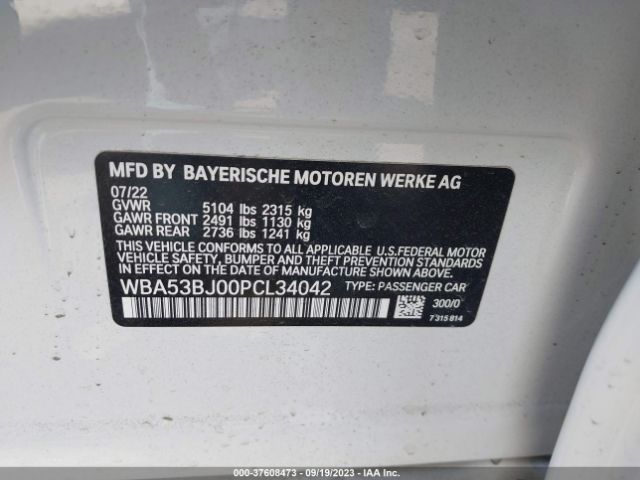 MFD BY BAYERISCHE MOTOREN WERKE AG
07/22
GVWR 5104 lbs 2315 kg
GAWR FRONT 2491 lbs 1130 kg
GAWR REAR 2736 lbs 1241 kg
THIS VEHICLE CONFORMS TO ALL APPLICABLE U.S.FEDERAL MOTOR
VEHICLE SAFETY, BUMPER AND THEFT PREVENTION STANDARDS
IN EFFECT ON THE DATE OF MANUFACTURE SHOWN ABOVE.
WBA53BJ00PCL34042 TYPE: PASSENGER CAR
300/0
7315814
000-37608473 - 09/19/2023 - IAA Inc.